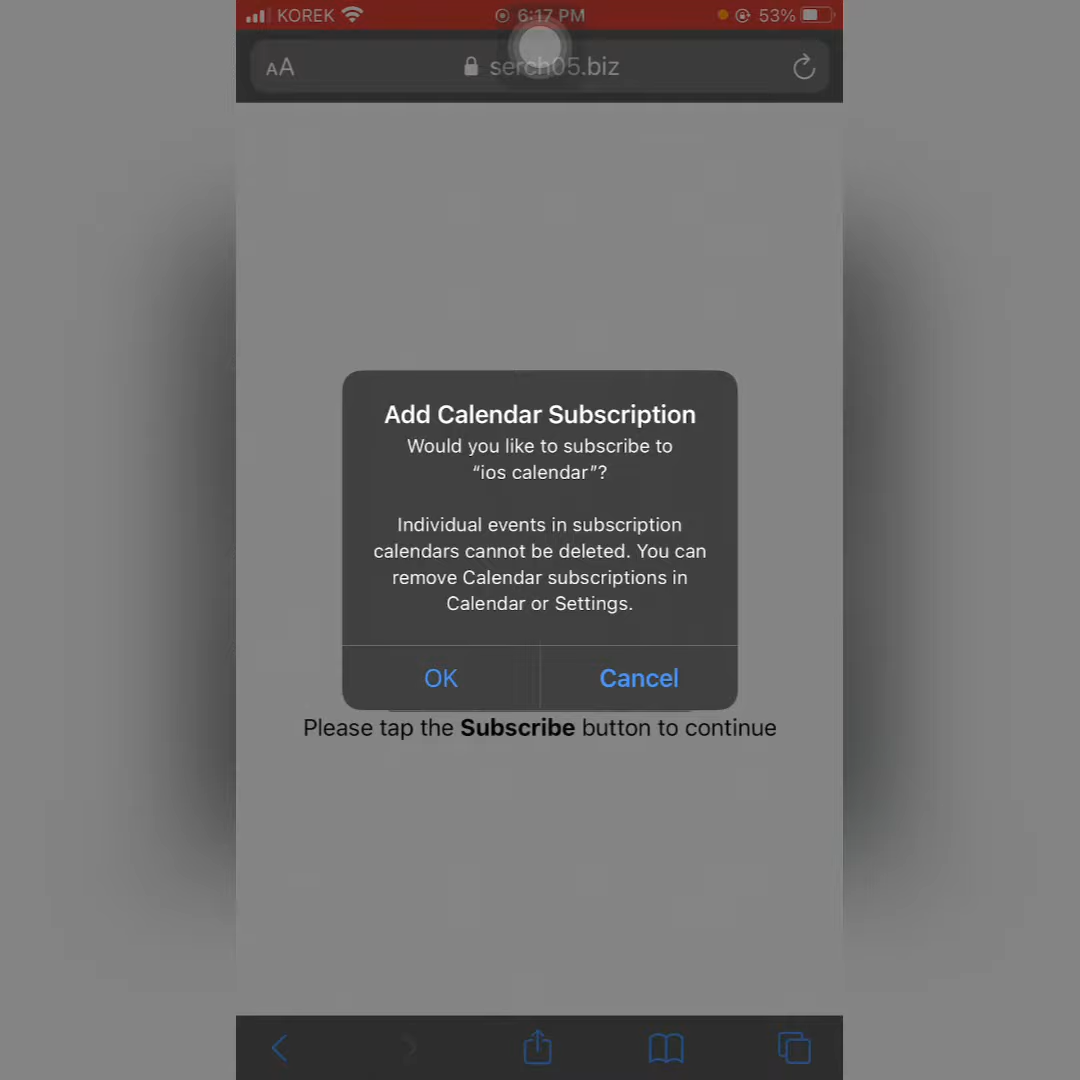 KOREK 6:17 PM 53%
AA serch05.biz
Add Calendar Subscription
Would you like to subscribe to
“ios calendar”?
Individual events in subscription
calendars cannot be deleted. You can
remove Calendar subscriptions in
Calendar or Settings.
OK Cancel
Please tap the Subscribe button to continue